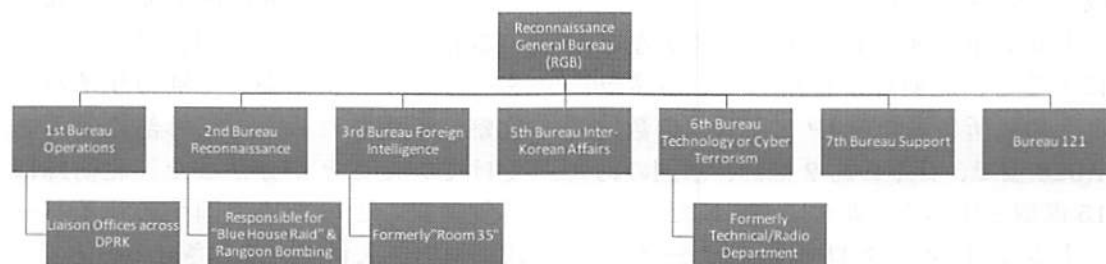 Reconnaissance
General Bureau
(RGB)
1st Bureau
Operations
2nd Bureau
Reconnaissance
3rd Bureau Foreign
Intelligence
5th Bureau Inter-
Korean Affairs
6th Bureau
Technology or Cyber
Terrorism
7th Bureau Support
Bureau 121
Liaison Offices across
DPRK
Responsible for
"Blue House Raid" &
Rangoon Bombing
Formerly"Room 35"
Formerly
Technical/Radio
Department